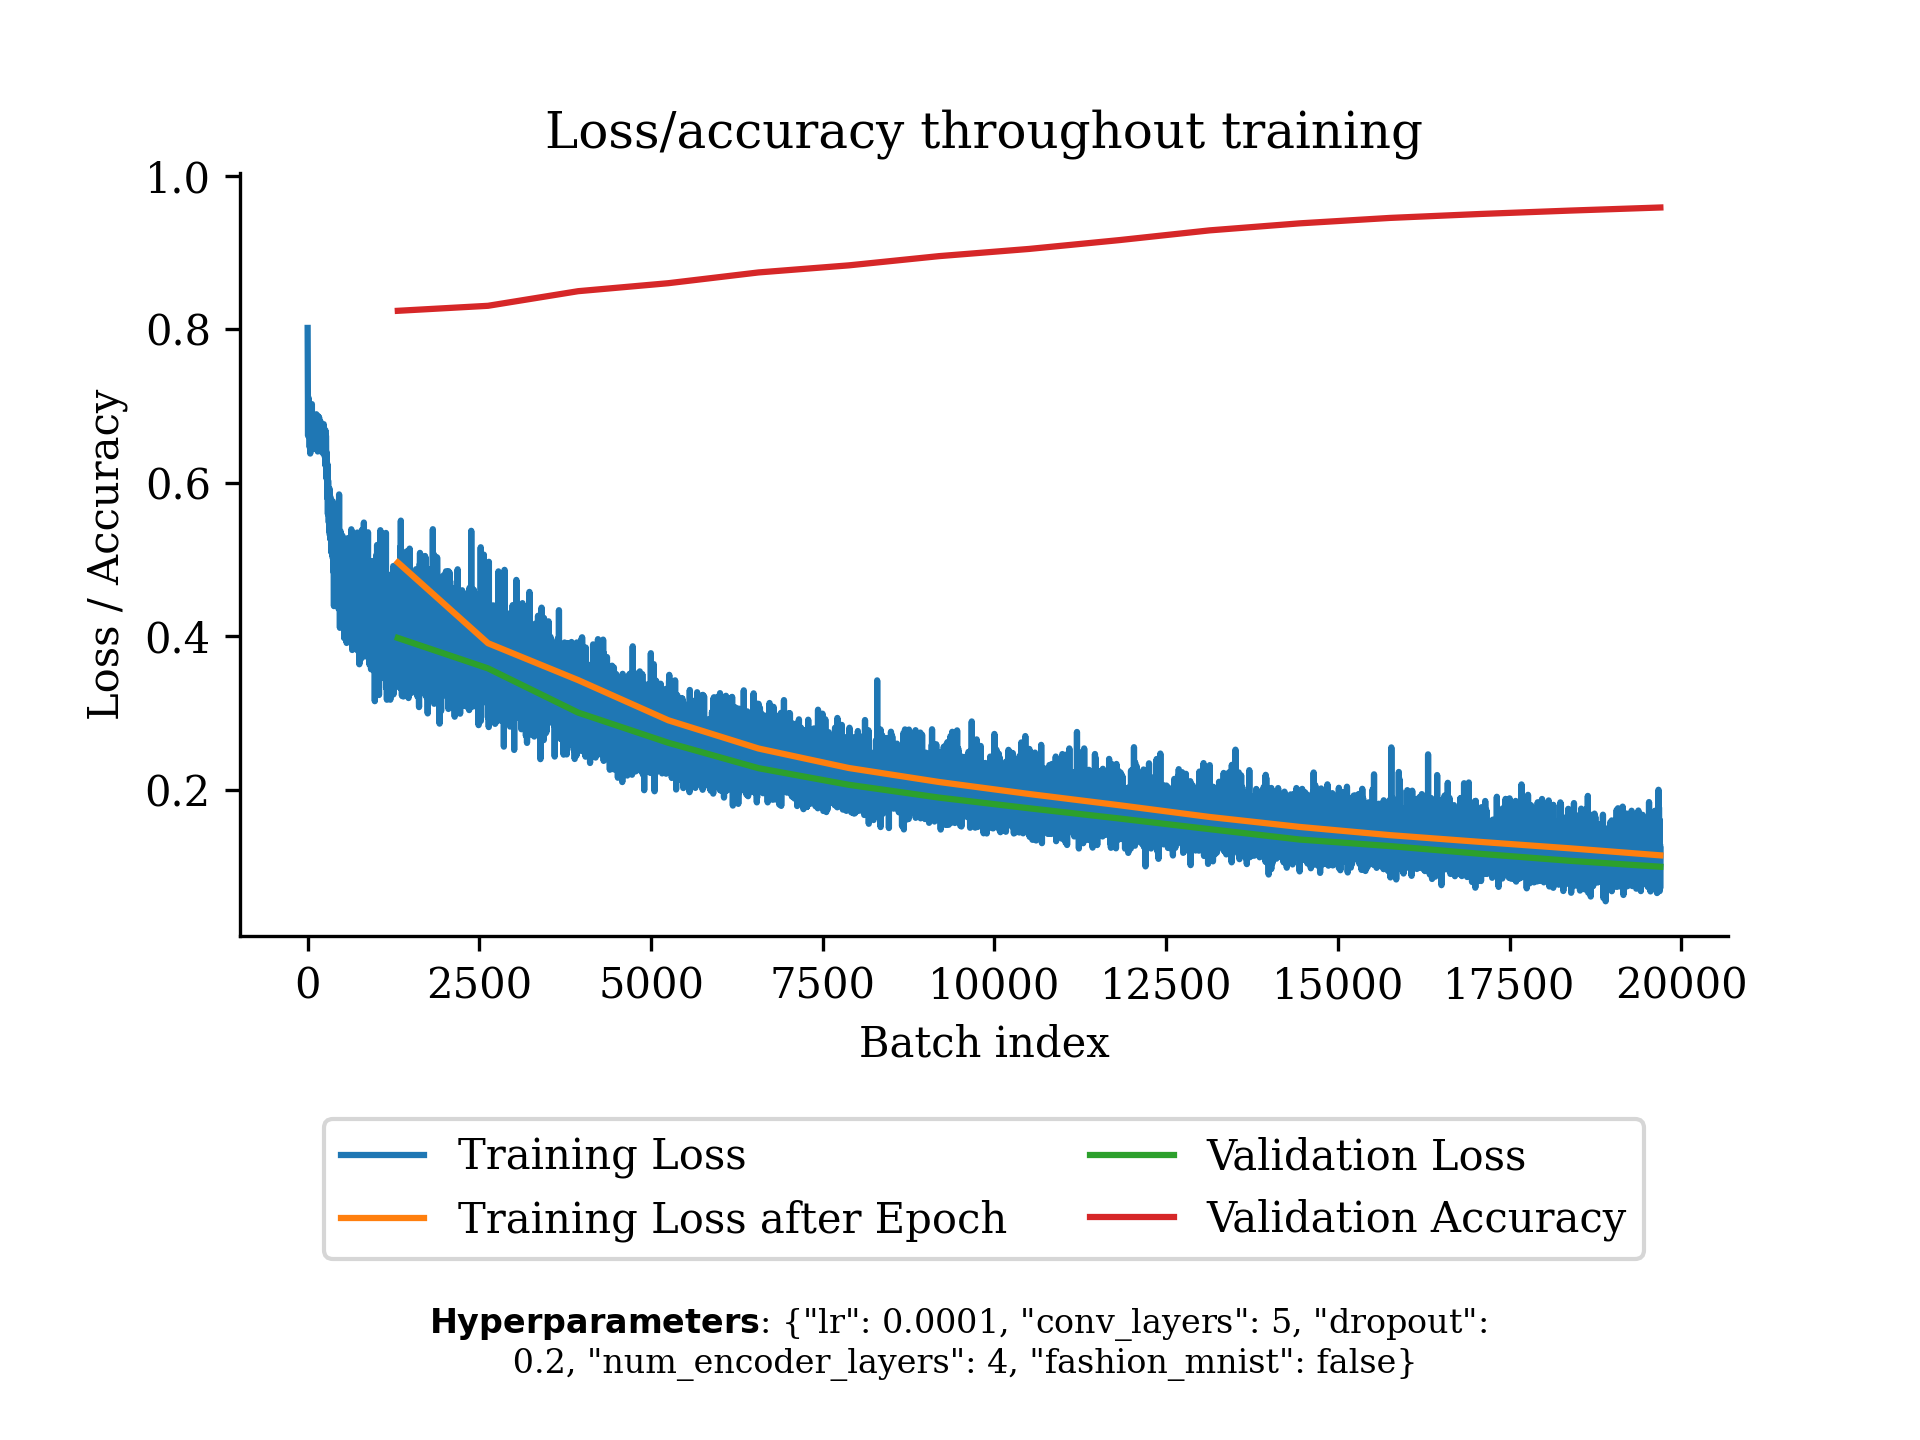 Loss/accuracy throughout training
1.0
0.8
0.6
0.4
0.2
Loss / Accuracy
0 2500 5000 7500 10000 12500 15000 17500 20000
Batch index
Training Loss
Training Loss after Epoch
Validation Loss
Validation Accuracy
Hyperparameters: {"lr": 0.0001, "conv_layers": 5, "dropout":
0.2, "num_encoder_layers": 4, "fashion_mnist": false}